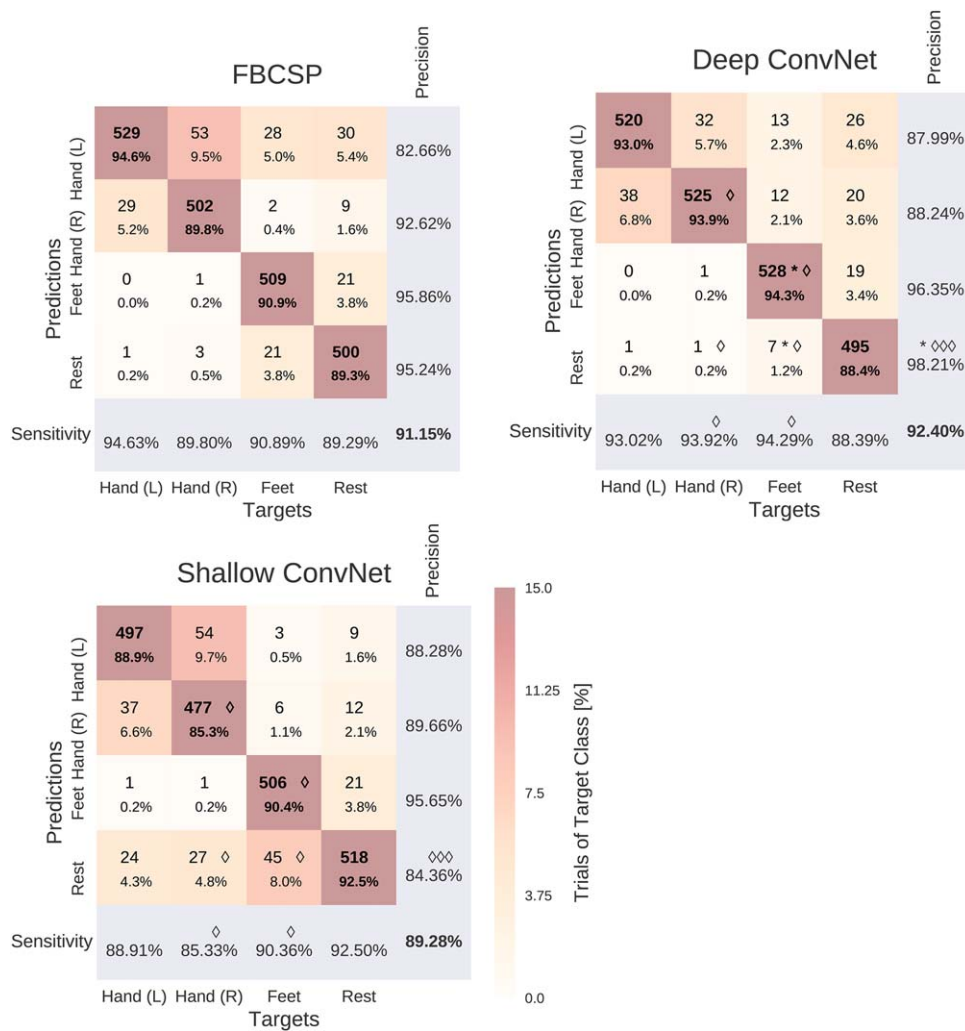 FBCSP
Precision
529 53 28 30
94.6% 9.5% 5.0% 5.4%
82.66%
29 502 2 9
5.2% 89.8% 0.4% 1.6%
92.62%
0 1 509 21
0.0% 0.2% 90.9% 3.8%
95.86%
1 3 21 500
0.2% 0.5% 3.8% 89.3%
95.24%
Predictions
Hand (L)
Hand (R)
Feet
Rest
Sensitivity 94.63% 89.80% 90.89% 89.29% 91.15%
Hand (L) Hand (R) Feet Rest
Targets
Deep ConvNet
Precision
520 32 13 26
93.0% 5.7% 2.3% 4.6%
87.99%
38 525 ◊ 12 20
6.8% 93.9% 2.1% 3.6%
88.24%
0 1 528 * ◊ 19
0.0% 0.2% 94.3% 3.4%
96.35%
1 1 ◊ 7 * ◊ 495 * ◊◊◊
0.2% 0.2% 1.2% 88.4% 98.21%
Predictions
Hand (L)
Hand (R)
Feet
Rest
◊ ◊
Sensitivity 93.02% 93.92% 94.29% 88.39% 92.40%
Hand (L) Hand (R) Feet Rest
Targets
Shallow ConvNet
Precision
497 54 3 9
88.9% 9.7% 0.5% 1.6%
88.28%
37 477 ◊ 6 12
6.6% 85.3% 1.1% 2.1%
89.66%
1 1 506 ◊ 21
0.2% 0.2% 90.4% 3.8%
95.65%
24 27 ◊ 45 ◊ 518 ◊◊◊
4.3% 4.8% 8.0% 92.5% 84.36%
Predictions
Hand (L)
Hand (R)
Feet
Rest
◊ ◊
Sensitivity 88.91% 85.33% 90.36% 92.50% 89.28%
Hand (L) Hand (R) Feet Rest
Targets
15.0
11.25
7.5
3.75
0.0
Trials of Target Class [%]